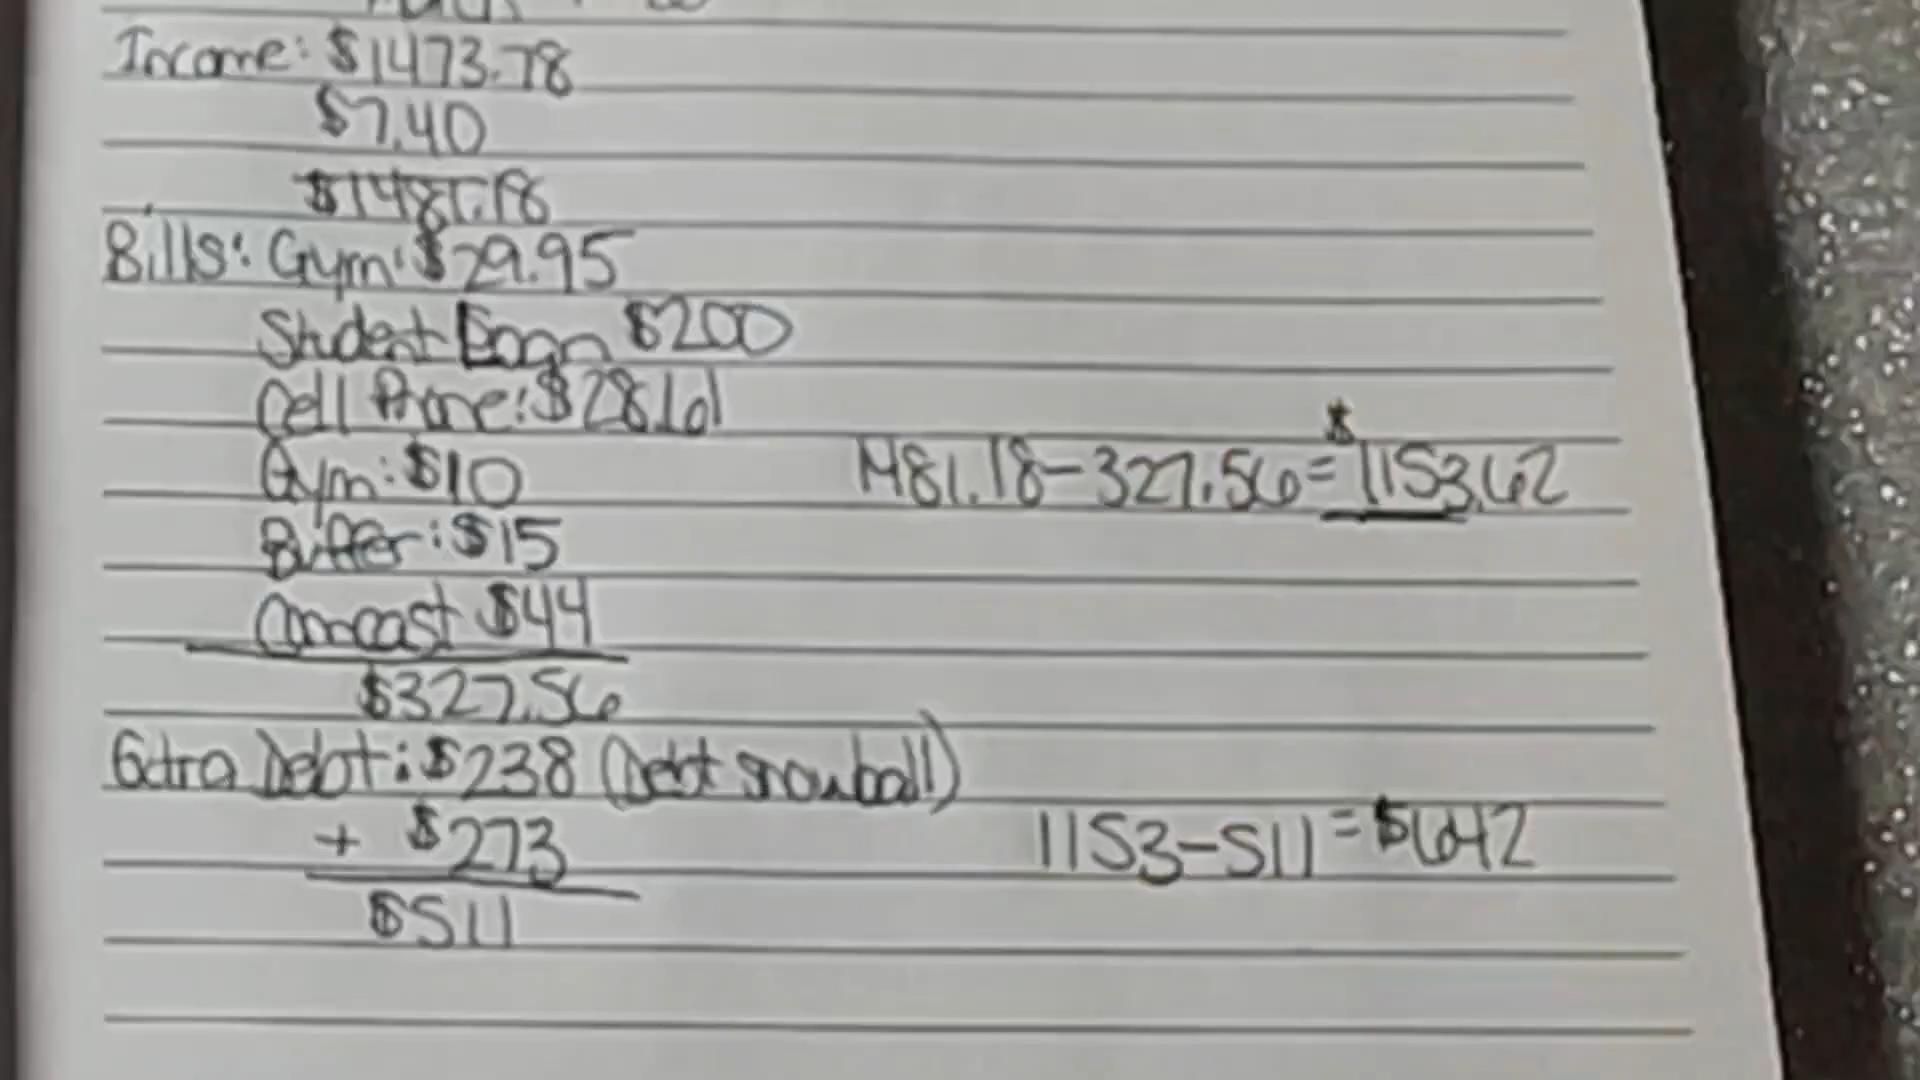 Income: $1473.78
$7.40
$1481.18
Bills: Gym: $29.95
Student Loan $200
Cell Phone: $28.61
Gym: $10
1481.18-327.56= $1153.62
Buffer: $15
Comcast $44
$327.56
Extra Debt: $238 (Debt snowball)
+ $273
1153-511= $642
$511